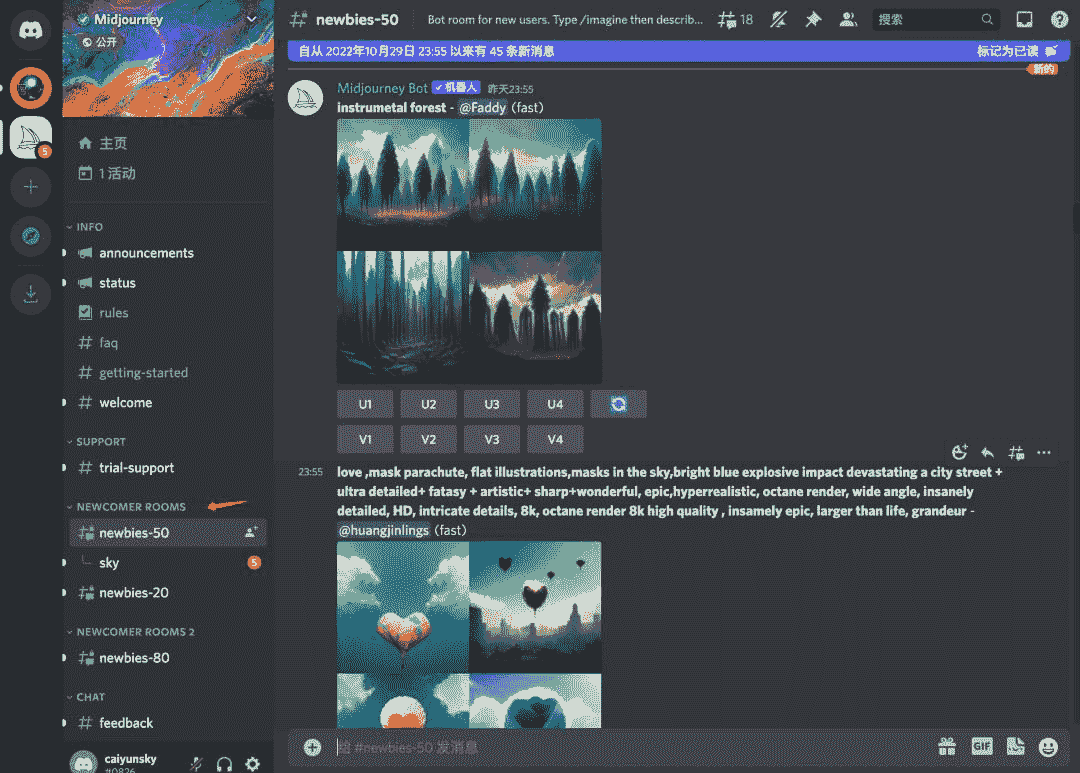 Midjourney
公开
主页
1 活动
INFO
announcements
status
rules
faq
getting-started
welcome
SUPPORT
trial-support
NEWCOMER ROOMS
newbies-50
sky
5
newbies-20
NEWCOMER ROOMS 2
newbies-80
CHAT
feedback
caiyunsky
#0826
5
newbies-50
Bot room for new users. Type /imagine then describ...
18
搜索
自从 2022年10月29日 23:55 以来有 45 条新消息
标记为已读
新的
Midjourney Bot ✓机器人 昨天23:55
instrumetal forest - @Faddy (fast)
U1 U2 U3 U4
V1 V2 V3 V4
23:55 love ,mask parachute, flat illustrations,masks in the sky,bright blue explosive impact devastating a city street +
ultra detailed+ fatasy + artistic+ sharp+wonderful, epic,hyperrealistic, octane render, wide angle, insanely
detailed, HD, intricate details, 8k, octane render 8k high quality , insamely epic, larger than life, grandeur -
@huangjinlings (fast)
给 #newbies-50 发消息
GIF